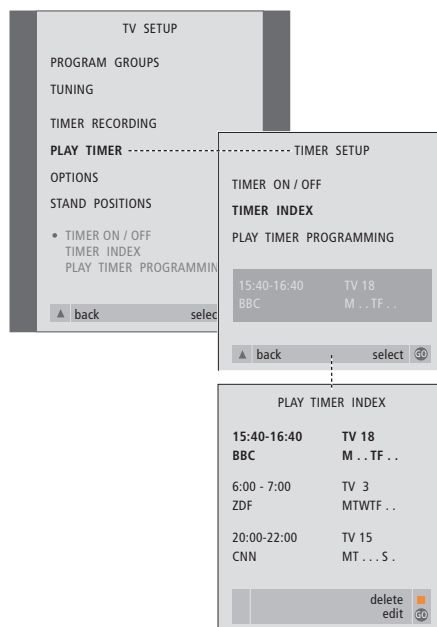 TV SETUP
PROGRAM GROUPS
TUNING
TIMER RECORDING
PLAY TIMER
OPTIONS
STAND POSITIONS
• TIMER ON / OFF
TIMER INDEX
PLAY TIMER PROGRAMMIN
back selec
TIMER SETUP
TIMER ON / OFF
TIMER INDEX
PLAY TIMER PROGRAMMING
15:40-16:40 TV 18
BBC M . . TF . .
back select GO
PLAY TIMER INDEX
15:40-16:40 TV 18
BBC M . . TF . .
6:00 - 7:00 TV 3
ZDF MTWTF . .
20:00-22:00 TV 15
CNN MT . . . S .
delete
edit GO